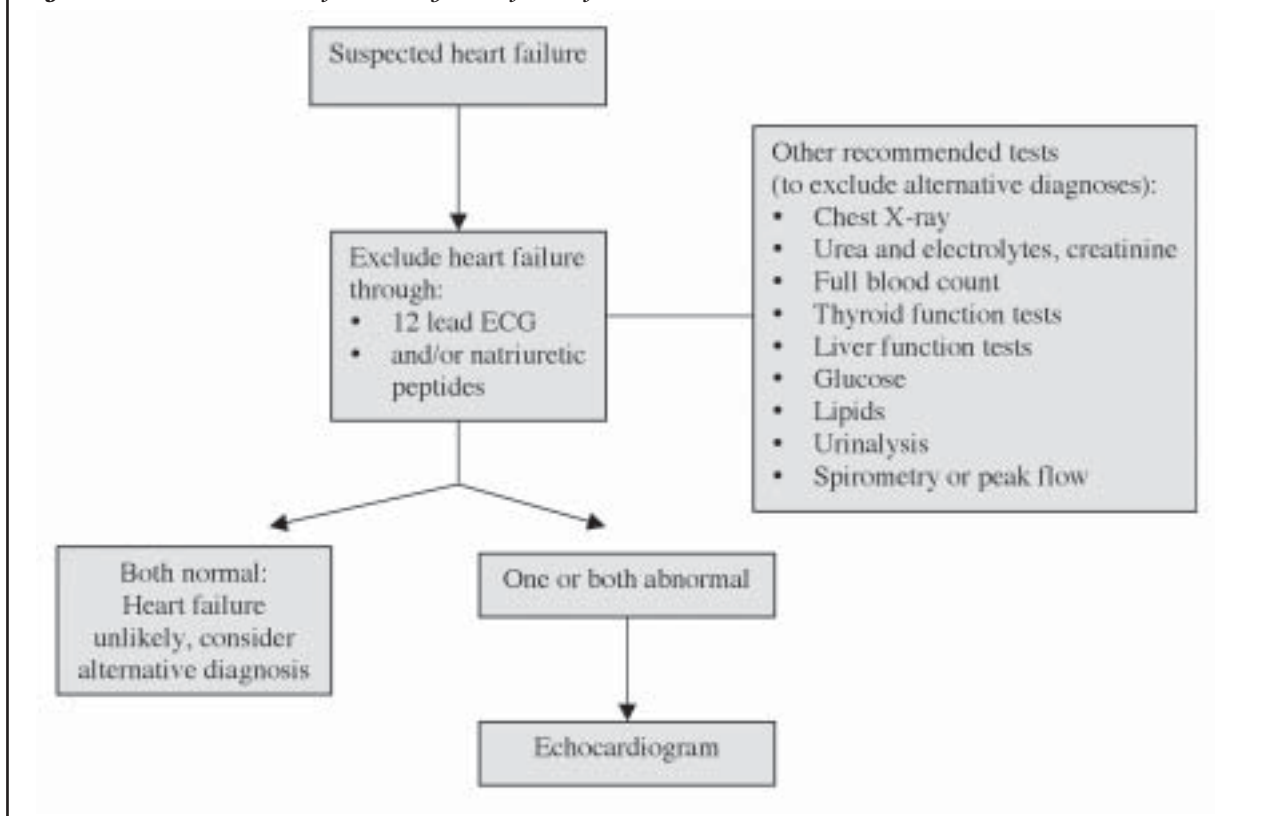 Suspected heart failure
Other recommended tests
(to exclude alternative diagnoses):
• Chest X-ray
• Urea and electrolytes, creatinine
• Full blood count
• Thyroid function tests
• Liver function tests
• Glucose
• Lipids
• Urinalysis
• Spirometry or peak flow
Exclude heart failure
through:
• 12 lead ECG
• and/or natriuretic
peptides
Both normal:
Heart failure
unlikely, consider
alternative diagnosis
One or both abnormal
Echocardiogram